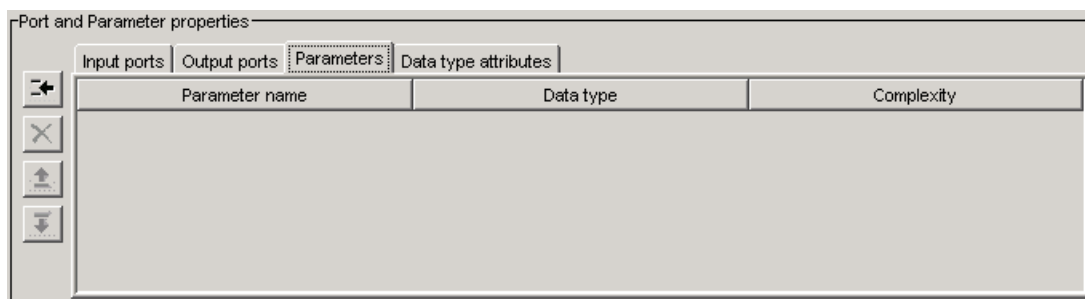 Port and Parameter properties
Input ports Output ports Parameters Data type attributes
Parameter name Data type Complexity